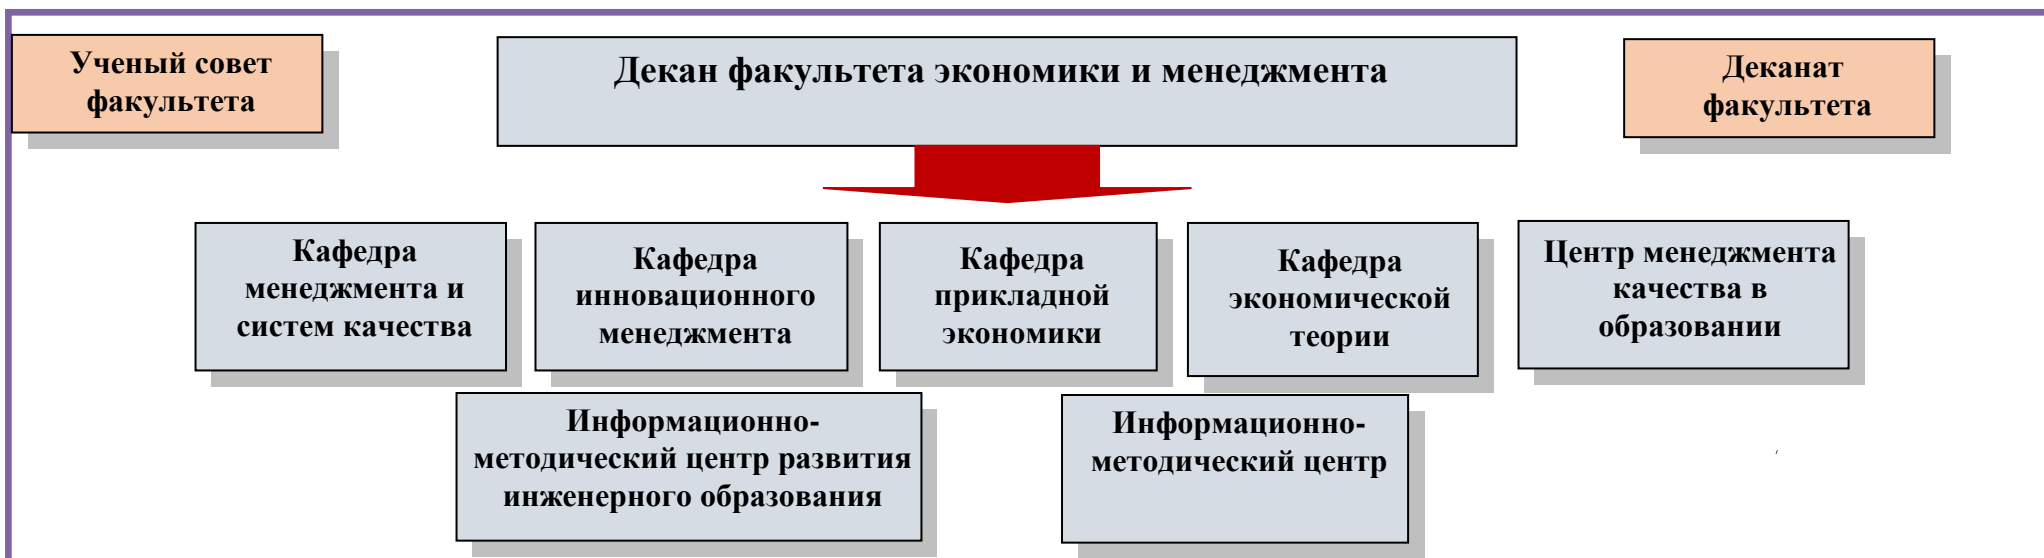 Ученый совет
факультета
Декан факультета экономики и менеджмента
Деканат
факультета
Кафедра
менеджмента и
систем качества
Кафедра
инновационного
менеджмента
Кафедра
прикладной
экономики
Кафедра
экономической
теории
Центр менеджмента
качества в
образовании
Информационно-
методический центр развития
инженерного образования
Информационно-
методический центр